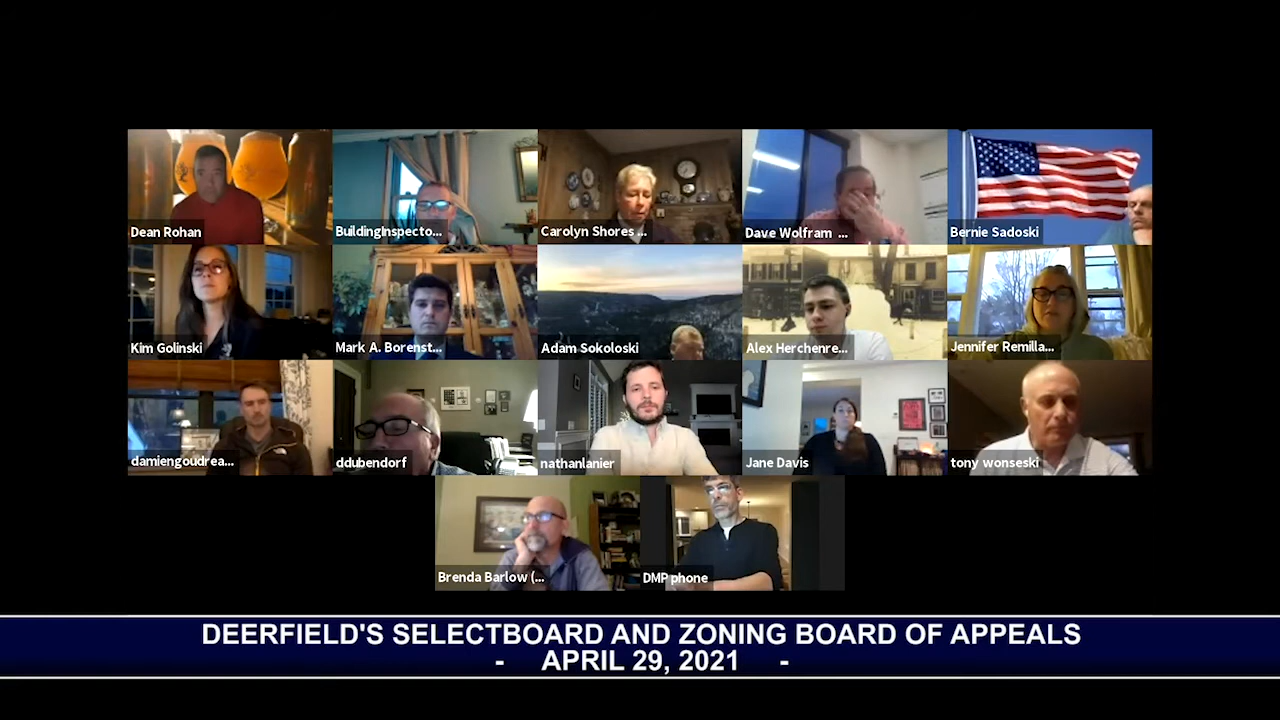 Dean Rohan
BuildingInspecto...
Carolyn Shores ...
Dave Wolfram ...
Bernie Sadoski
Kim Golinski
Mark A. Borenst...
Adam Sokoloski
Alex Herchenre...
Jennifer Remilla...
damiengoudrea...
ddubendorf
nathanlanier
Jane Davis
tony wonseski
Brenda Barlow (...
DMP phone
DEERFIELD'S SELECTBOARD AND ZONING BOARD OF APPEALS
- APRIL 29, 2021 -